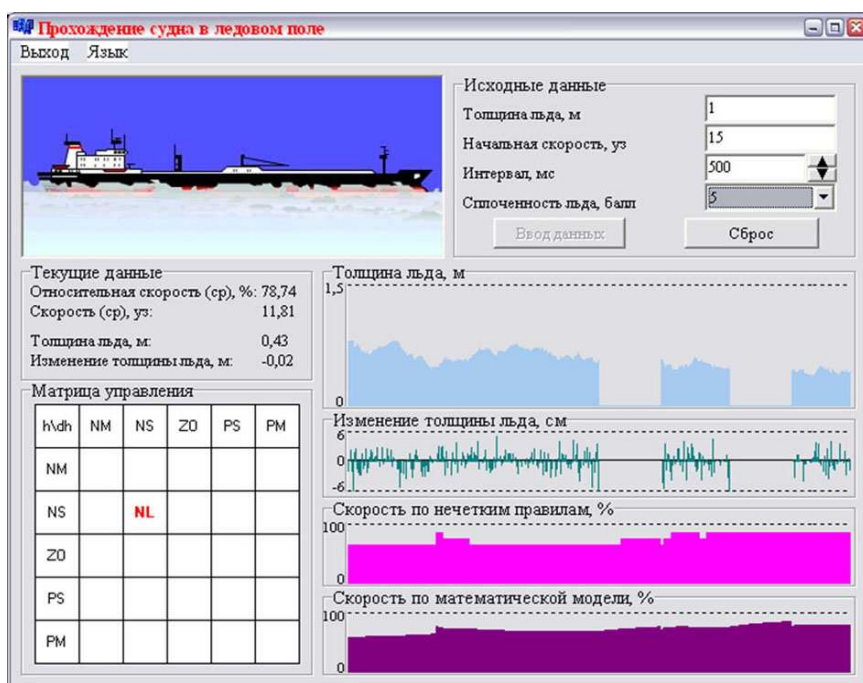 Прохождение судна в ледовом поле
Выход Язык
Исходные данные
Толщина льда, м 1
Начальная скорость, уз 15
Интервал, мс 500
Сплоченность льда, балл 5
Ввод данных Сброс
Текущие данные
Относительная скорость (ср), %: 78,74
Скорость (ср), уз: 11,81
Толщина льда, м: 0,43
Изменение толщины льда, м: -0,02
Матрица управления
h\dh NM NS ZO PS PM
NM
NS NL
ZO
PS
PM
Толщина льда, м
1,5
0
Изменение толщины льда, см
6
0
-6
Скорость по нечетким правилам, %
100
0
Скорость по математической модели, %
100
0